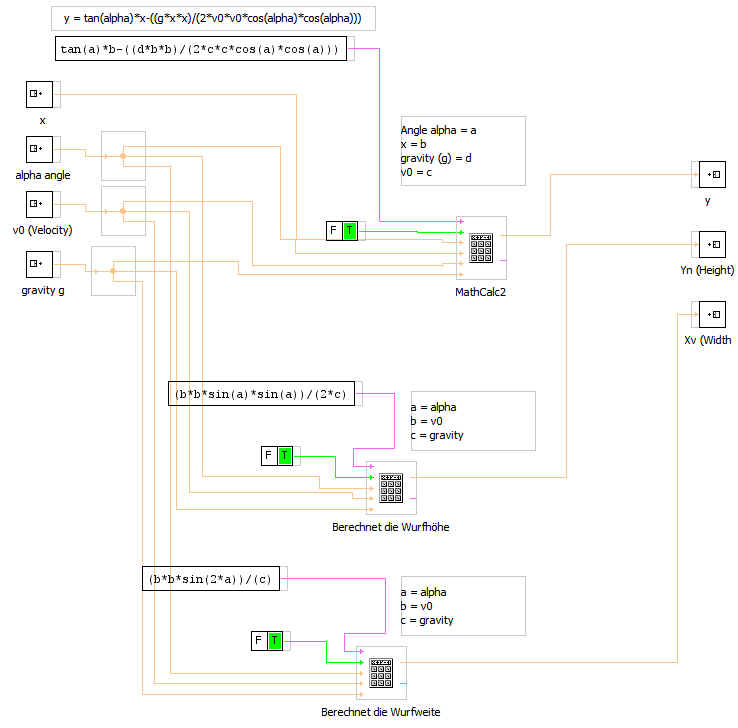 y = tan(alpha)*x-((g*x*x)/(2*v0*v0*cos(alpha)*cos(alpha)))
tan(a)*b-((d*b*b)/(2*c*c*cos(a)*cos(a)))
x
alpha angle
v0 (Velocity)
gravity g
Angle alpha = a
x = b
gravity (g) = d
v0 = c
F T
MathCalc2
y
Yn (Height)
Xv (Width
(b*b*sin(a)*sin(a))/(2*c)
a = alpha
b = v0
c = gravity
F T
Berechnet die Wurfhöhe
(b*b*sin(2*a))/(c)
a = alpha
b = v0
c = gravity
F T
Berechnet die Wurfweite